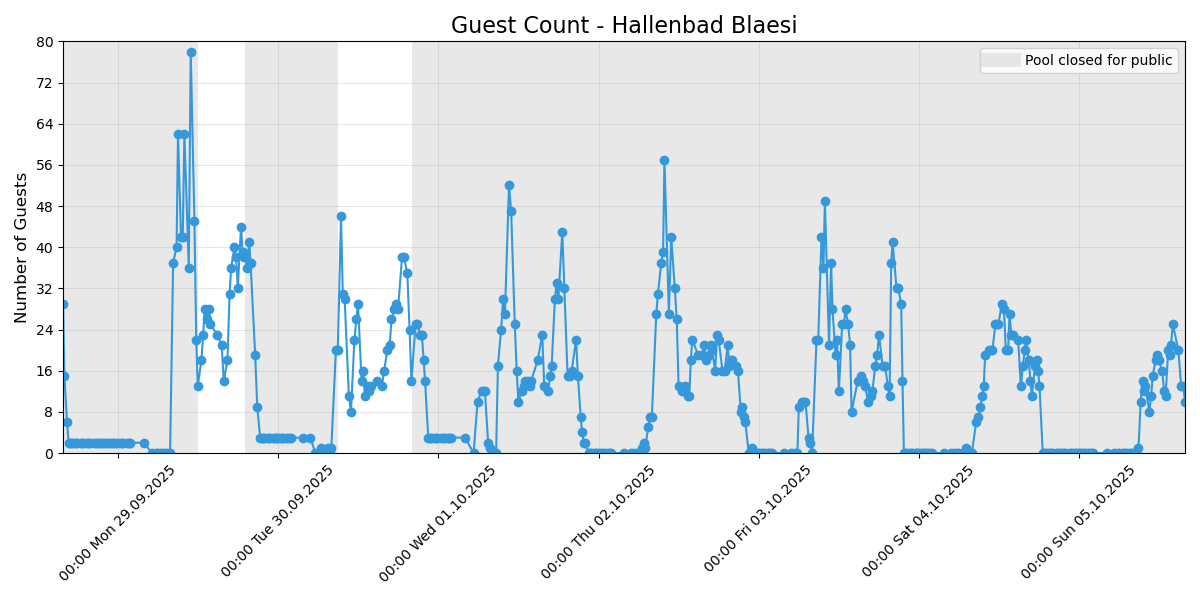 Guest Count - Hallenbad Blaesi
Number of Guests
80
72
64
56
48
40
32
24
16
8
0
Pool closed for public
00:00 Mon 29.09.2025
00:00 Tue 30.09.2025
00:00 Wed 01.10.2025
00:00 Thu 02.10.2025
00:00 Fri 03.10.2025
00:00 Sat 04.10.2025
00:00 Sun 05.10.2025